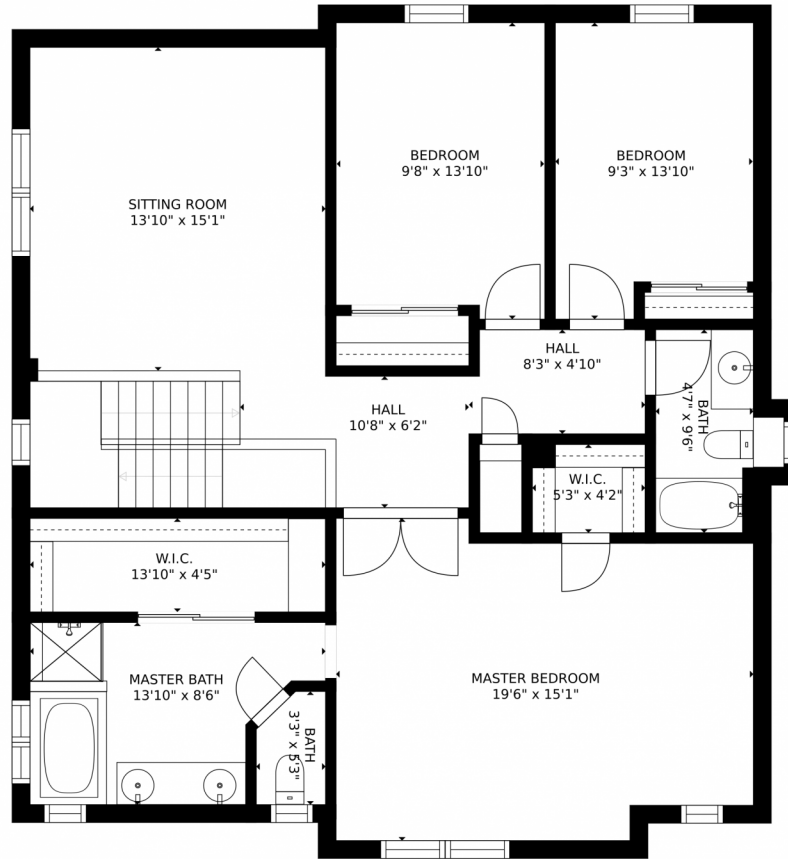 BEDROOM
9'8" x 13'10"
BEDROOM
9'3" x 13'10"
SITTING ROOM
13'10" x 15'1"
HALL
8'3" x 4'10"
HALL
10'8" x 6'2"
BATH
4'7" x 9'6"
W.I.C.
5'3" x 4'2"
W.I.C.
13'10" x 4'5"
MASTER BATH
13'10" x 8'6"
MASTER BEDROOM
19'6" x 15'1"
BATH
3'3" x 5'3"